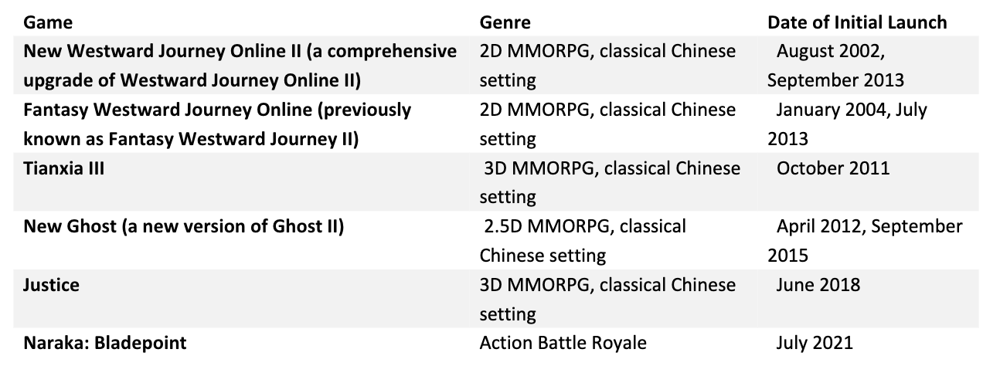 Game Genre Date of Initial Launch
New Westward Journey Online II (a comprehensive 2D MMORPG, classical Chinese August 2002,
upgrade of Westward Journey Online II) setting September 2013
Fantasy Westward Journey Online (previously 2D MMORPG, classical Chinese January 2004, July
known as Fantasy Westward Journey II) setting 2013
Tianxia III 3D MMORPG, classical Chinese October 2011
setting
New Ghost (a new version of Ghost II) 2.5D MMORPG, classical April 2012, September
Chinese setting 2015
Justice 3D MMORPG, classical Chinese June 2018
setting
Naraka: Bladepoint Action Battle Royale July 2021